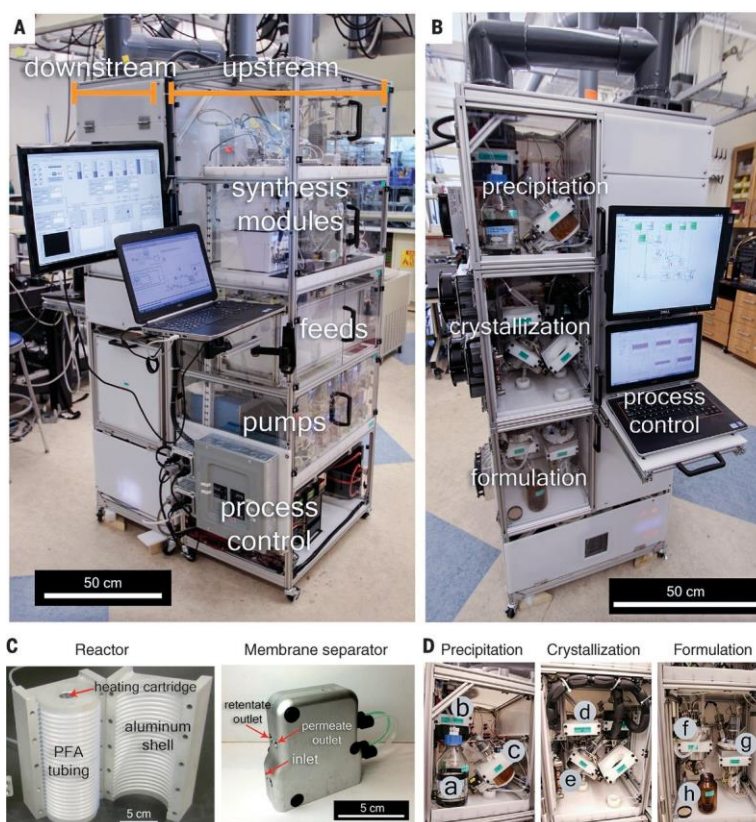 A
downstream
upstream
synthesis
modules
feeds
pumps
process
control
50 cm
B
precipitation
crystallization
DELL
process
control
formulation
50 cm
C
Reactor
heating cartridge
PFA
tubing
aluminum
shell
5 cm
Membrane separator
retentate
outlet
permeate
outlet
inlet
5 cm
D
Precipitation
b
c
a
Crystallization
d
e
Formulation
f
g
h